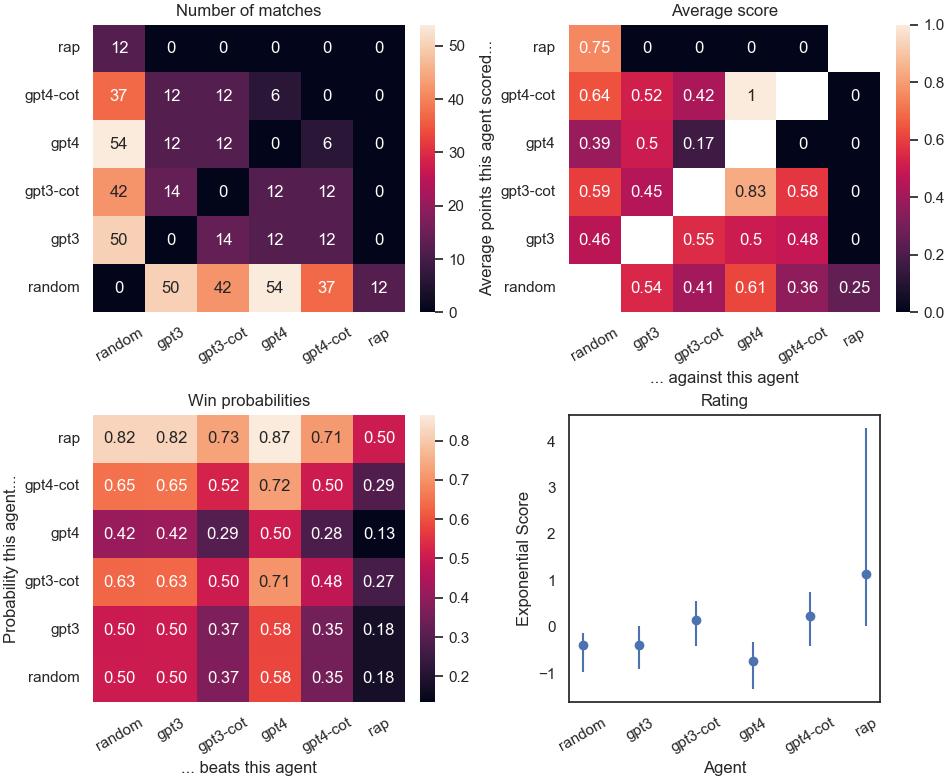 Number of matches
rap 12 0 0 0 0 0
gpt4-cot 37 12 12 6 0 0
gpt4 54 12 12 0 6 0
gpt3-cot 42 14 0 12 12 0
gpt3 50 0 14 12 12 0
random 0 50 42 54 37 12
random gpt3 gpt3-cot gpt4 gpt4-cot rap
50
40
30
20
10
0
Average score
Average points this agent scored...
rap 0.75 0 0 0 0
gpt4-cot 0.64 0.52 0.42 1 0
gpt4 0.39 0.5 0.17 0 0
gpt3-cot 0.59 0.45 0.83 0.58 0
gpt3 0.46 0.55 0.5 0.48 0
random 0.54 0.41 0.61 0.36 0.25
random gpt3 gpt3-cot gpt4 gpt4-cot rap
... against this agent
1.0
0.8
0.6
0.4
0.2
0.0
Win probabilities
Probability this agent...
rap 0.82 0.82 0.73 0.87 0.71 0.50
gpt4-cot 0.65 0.65 0.52 0.72 0.50 0.29
gpt4 0.42 0.42 0.29 0.50 0.28 0.13
gpt3-cot 0.63 0.63 0.50 0.71 0.48 0.27
gpt3 0.50 0.50 0.37 0.58 0.35 0.18
random 0.50 0.50 0.37 0.58 0.35 0.18
random gpt3 gpt3-cot gpt4 gpt4-cot rap
... beats this agent
0.8
0.7
0.6
0.5
0.4
0.3
0.2
Rating
Exponential Score
4
3
2
1
0
−1
random gpt3 gpt3-cot gpt4 gpt4-cot rap
Agent